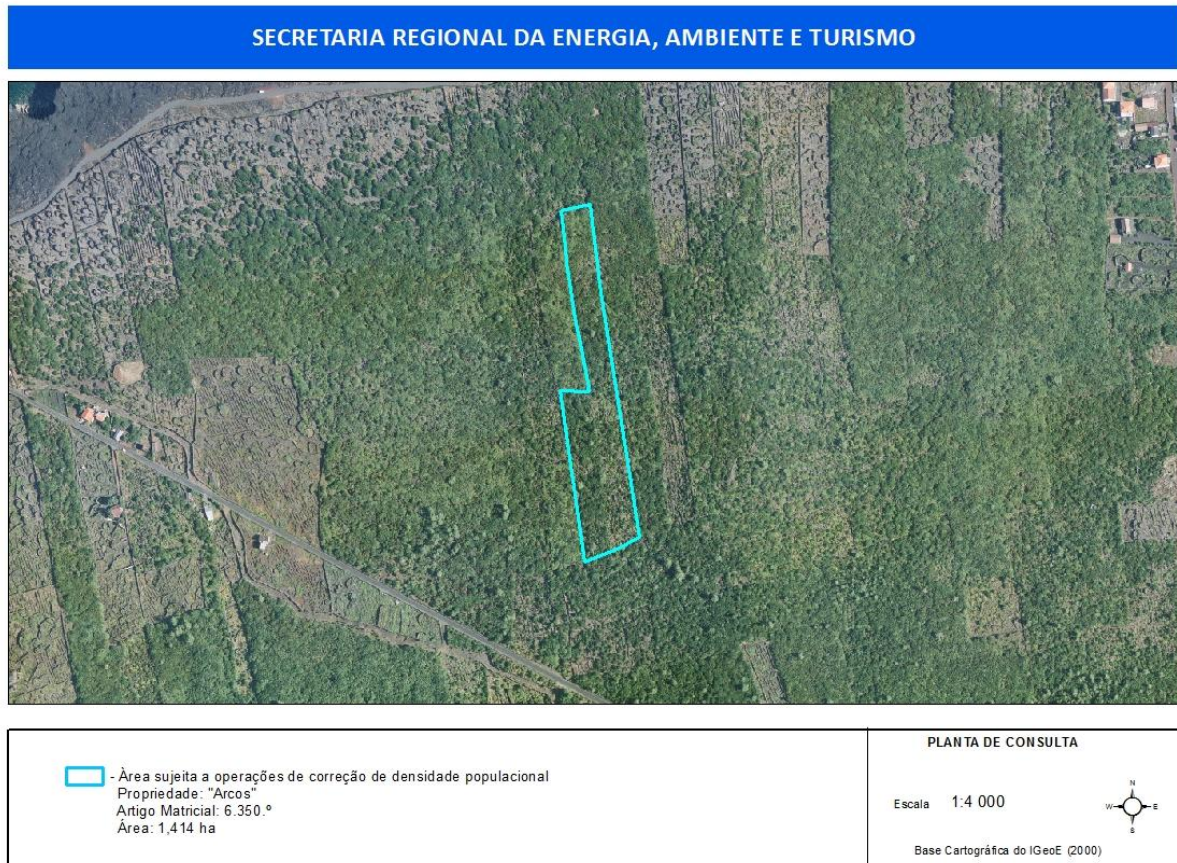 SECRETARIA REGIONAL DA ENERGIA, AMBIENTE E TURISMO
- Área sujeita a operações de correção de densidade populacional
Propriedade: "Arcos"
Artigo Matricial: 6.350.º
Área: 1,414 ha
PLANTA DE CONSULTA
Escala 1:4 000
N
W E
S
Base Cartográfica do IGeoE (2000)